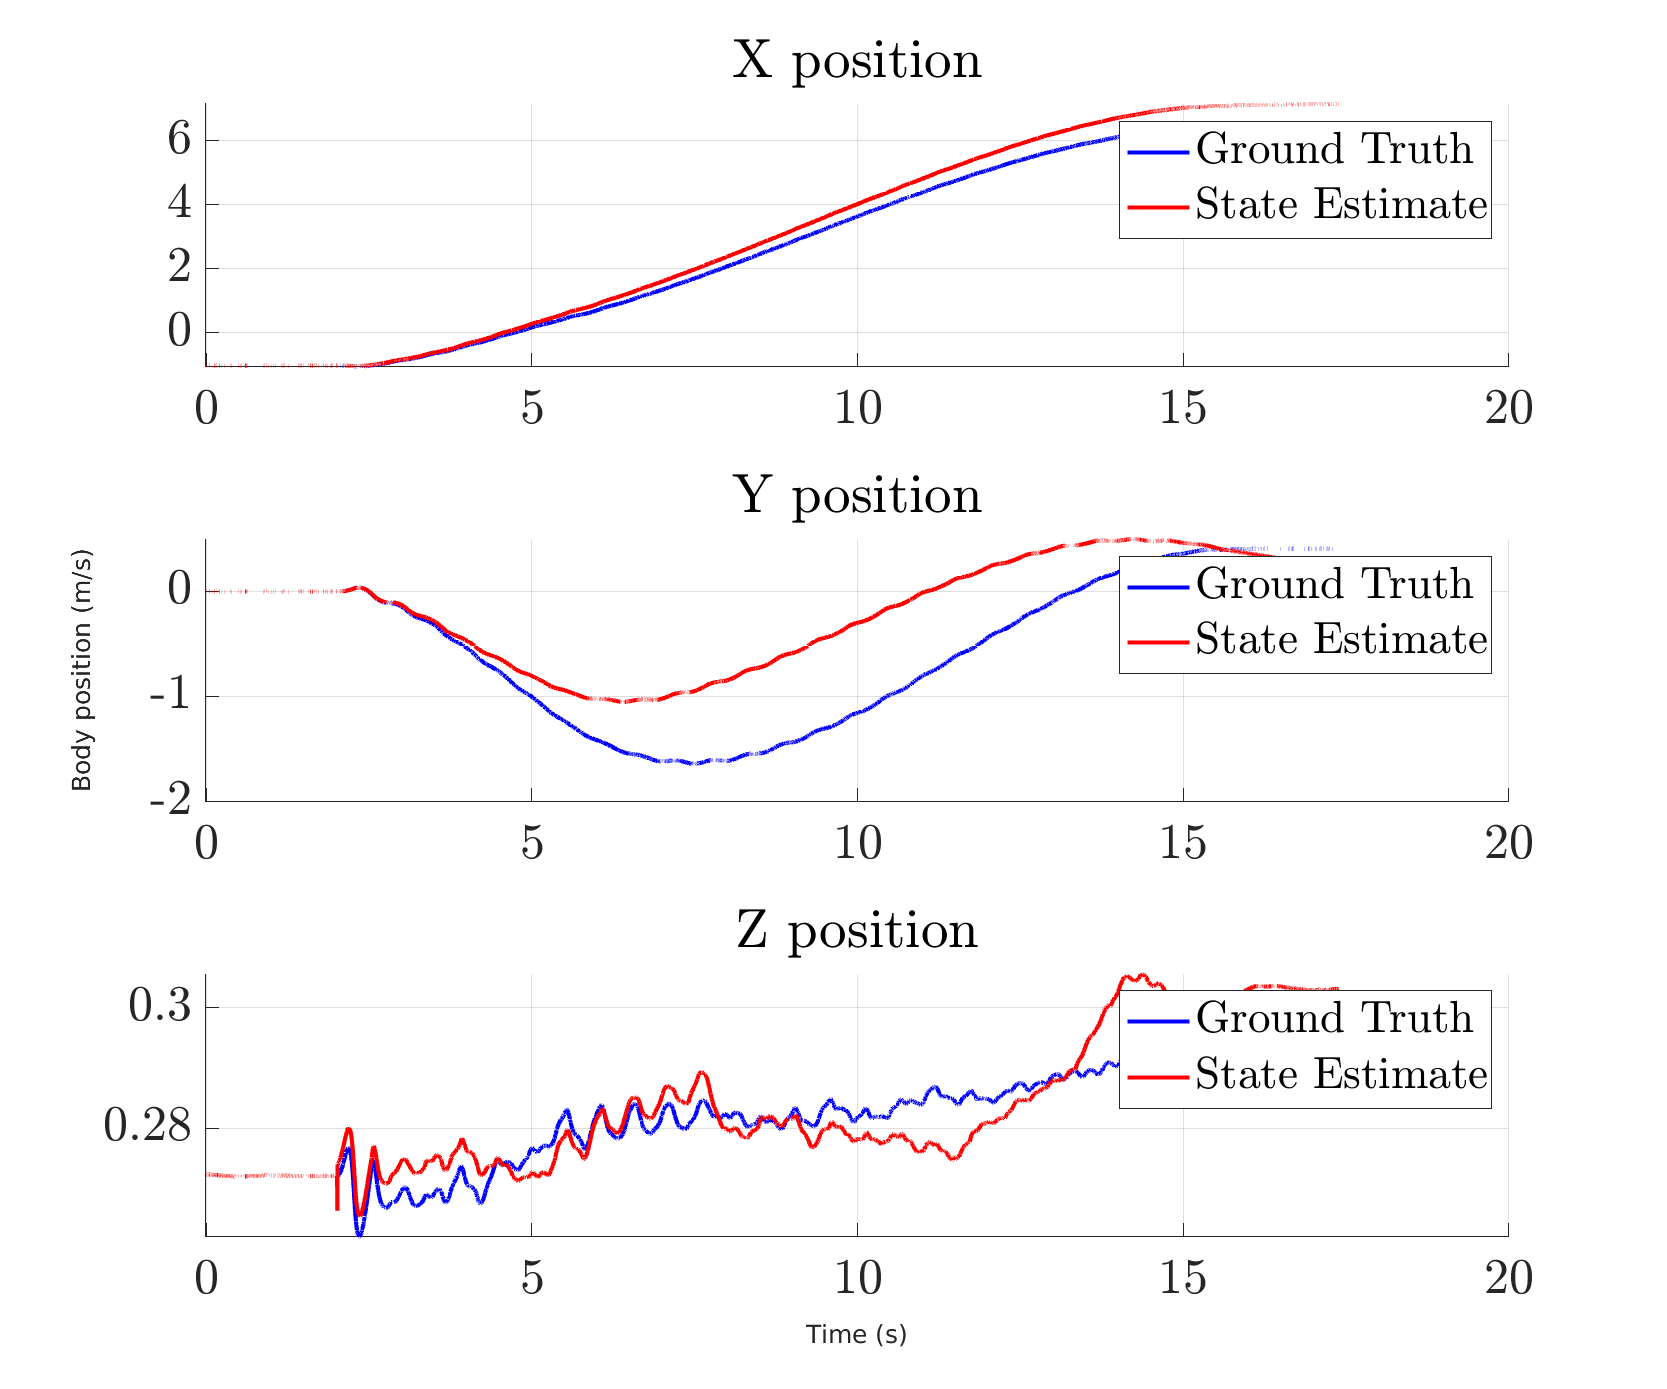 X position
6
4
2
0
0 5 10 15 20
Ground Truth
State Estimate
Y position
Body position (m/s)
0
-1
-2
0 5 10 15 20
Ground Truth
State Estimate
Z position
0.3
0.28
0 5 10 15 20
Ground Truth
State Estimate
Time (s)